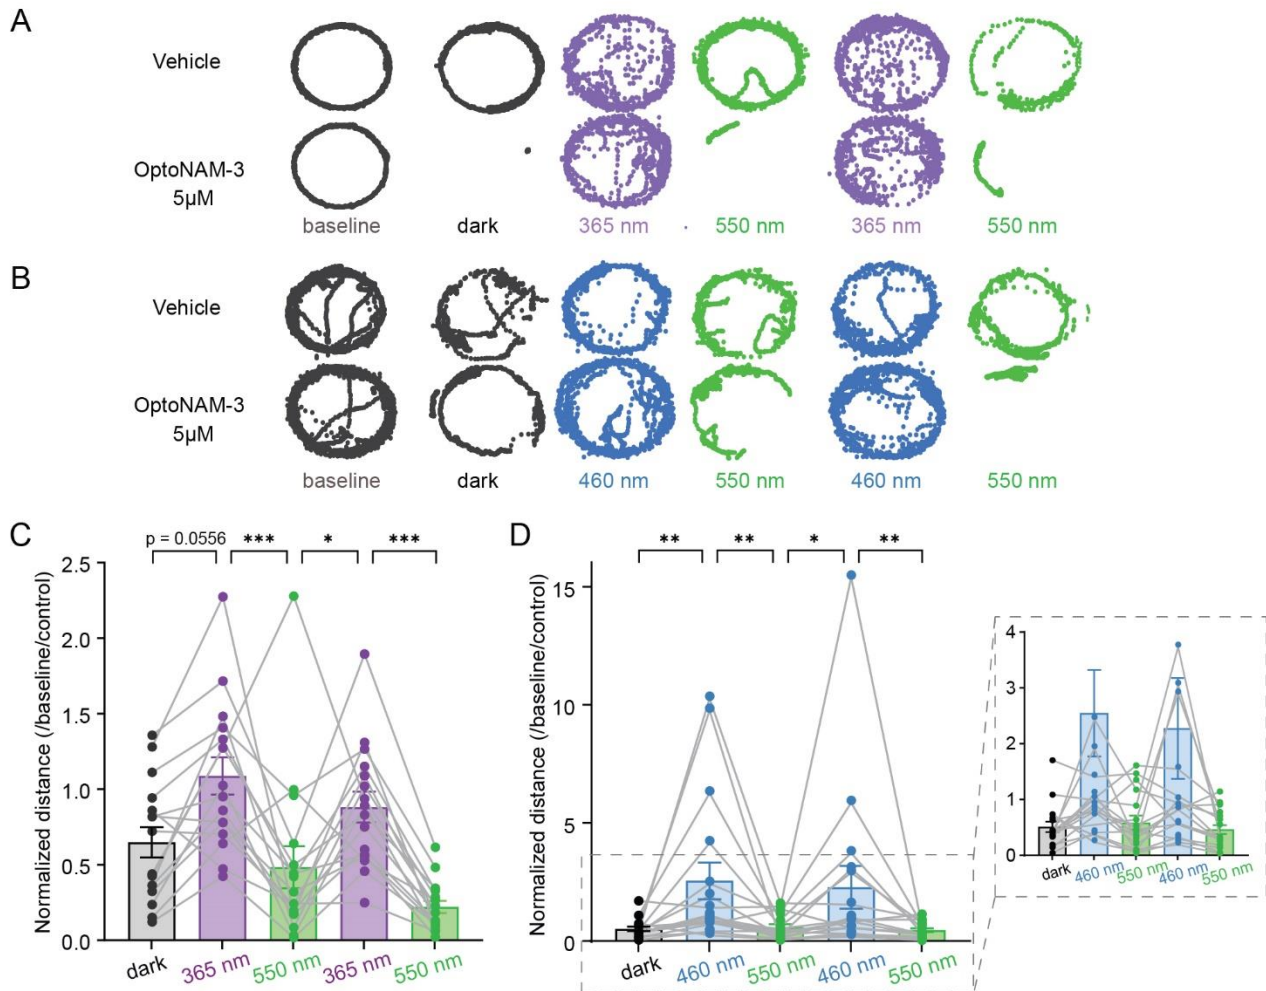 A
Vehicle
OptoNAM-3
5µM
baseline
dark
365 nm
550 nm
365 nm
550 nm
B
Vehicle
OptoNAM-3
5µM
baseline
dark
460 nm
550 nm
460 nm
550 nm
C
p = 0.0556
***
*
***
Normalized distance (/baseline/control)
2.5
2.0
1.5
1.0
0.5
0.0
dark
365 nm
550 nm
365 nm
550 nm
D
**
**
*
**
Normalized distance (/baseline/control)
15
10
5
0
dark
460 nm
550 nm
460 nm
550 nm
4
3
2
1
0
dark
460 nm
550 nm
460 nm
550 nm